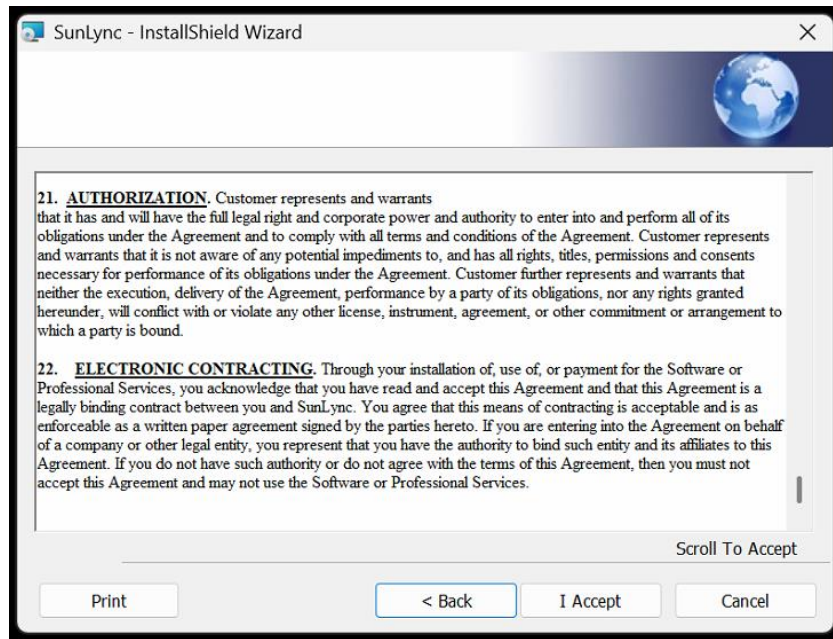 SunLync - InstallShield Wizard
21. AUTHORIZATION. Customer represents and warrants
that it has and will have the full legal right and corporate power and authority to enter into and perform all of its
obligations under the Agreement and to comply with all terms and conditions of the Agreement. Customer represents
and warrants that it is not aware of any potential impediments to, and has all rights, titles, permissions and consents
necessary for performance of its obligations under the Agreement. Customer further represents and warrants that
neither the execution, delivery of the Agreement, performance by a party of its obligations, nor any rights granted
hereunder, will conflict with or violate any other license, instrument, agreement, or other commitment or arrangement to
which a party is bound.
22. ELECTRONIC CONTRACTING. Through your installation of, use of, or payment for the Software or
Professional Services, you acknowledge that you have read and accept this Agreement and that this Agreement is a
legally binding contract between you and SunLync. You agree that this means of contracting is acceptable and is as
enforceable as a written paper agreement signed by the parties hereto. If you are entering into the Agreement on behalf
of a company or other legal entity, you represent that you have the authority to bind such entity and its affiliates to this
Agreement. If you do not have such authority or do not agree with the terms of this Agreement, then you must not
accept this Agreement and may not use the Software or Professional Services.
Scroll To Accept
Print
< Back
I Accept
Cancel